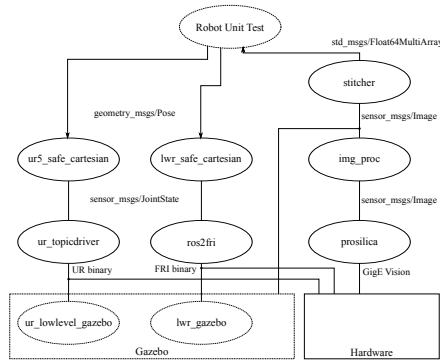 Robot Unit Test
std_msgs/Float64MultiArray
stitcher
geometry_msgs/Pose
sensor_msgs/Image
ur5_safe_cartesian
lwr_safe_cartesian
img_proc
sensor_msgs/JointState
sensor_msgs/Image
ur_topicdriver
ros2fri
prosilica
UR binary
FRI binary
GigE Vision
ur_lowlevel_gazebo
lwr_gazebo
Gazebo
Hardware